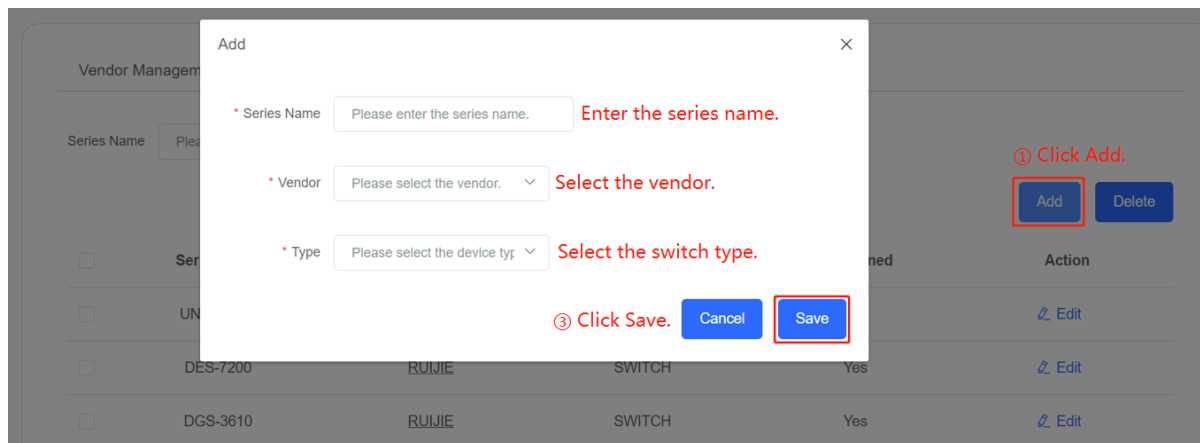 Add
Vendor Managem
* Series Name Please enter the series name. Enter the series name.
Series Name Plea
① Click Add.
* Vendor Please select the vendor. Select the vendor.
Add Delete
* Type Please select the device typ Select the switch type.
Ser ned Action
UN Edit
③ Click Save. Cancel Save
DES-7200 RUIJIE SWITCH Yes Edit
DGS-3610 RUIJIE SWITCH Yes Edit